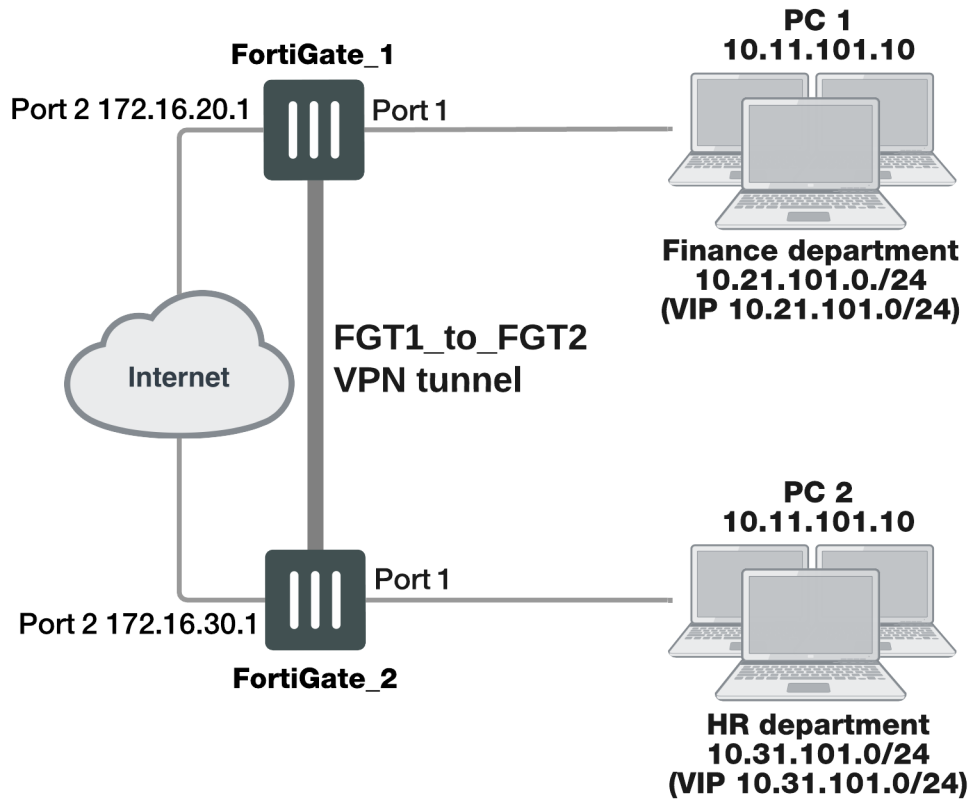 PC 1
10.11.101.10
FortiGate_1
Port 2 172.16.20.1
Port 1
Finance department
10.21.101.0./24
(VIP 10.21.101.0/24)
FGT1_to_FGT2
VPN tunnel
Internet
PC 2
10.11.101.10
Port 1
Port 2 172.16.30.1
FortiGate_2
HR department
10.31.101.0/24
(VIP 10.31.101.0/24)